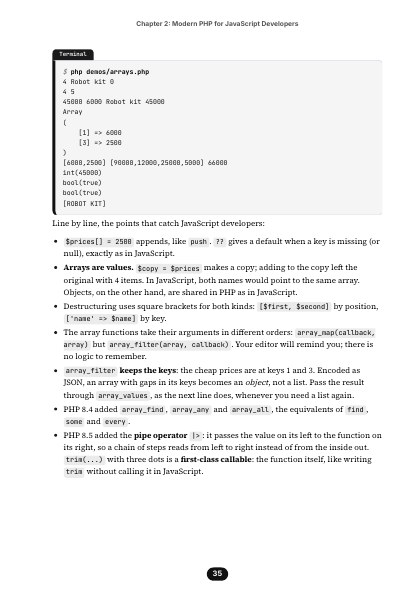 Chapter 2: Modern PHP for JavaScript Developers
Terminal
$ php demos/arrays.php
4 Robot kit 0
4 5
45000 6000 Robot kit 45000
Array
(
    [1] => 6000
    [3] => 2500
)
[6000,2500] [90000,12000,25000,5000] 66000
int(45000)
bool(true)
bool(true)
[ROBOT KIT]
Line by line, the points that catch JavaScript developers:
• $prices[] = 2500 appends, like push. ?? gives a default when a key is missing (or
null), exactly as in JavaScript.
• Arrays are values. $copy = $prices makes a copy; adding to the copy left the
original with 4 items. In JavaScript, both names would point to the same array.
Objects, on the other hand, are shared in PHP as in JavaScript.
• Destructuring uses square brackets for both kinds: [$first, $second] by position,
['name' => $name] by key.
• The array functions take their arguments in different orders: array_map(callback,
array) but array_filter(array, callback). Your editor will remind you; there is
no logic to remember.
• array_filter keeps the keys: the cheap prices are at keys 1 and 3. Encoded as
JSON, an array with gaps in its keys becomes an object, not a list. Pass the result
through array_values, as the next line does, whenever you need a list again.
• PHP 8.4 added array_find, array_any and array_all, the equivalents of find,
some and every.
• PHP 8.5 added the pipe operator |>: it passes the value on its left to the function on
its right, so a chain of steps reads from left to right instead of from the inside out.
trim(...) with three dots is a first-class callable: the function itself, like writing
trim without calling it in JavaScript.
35